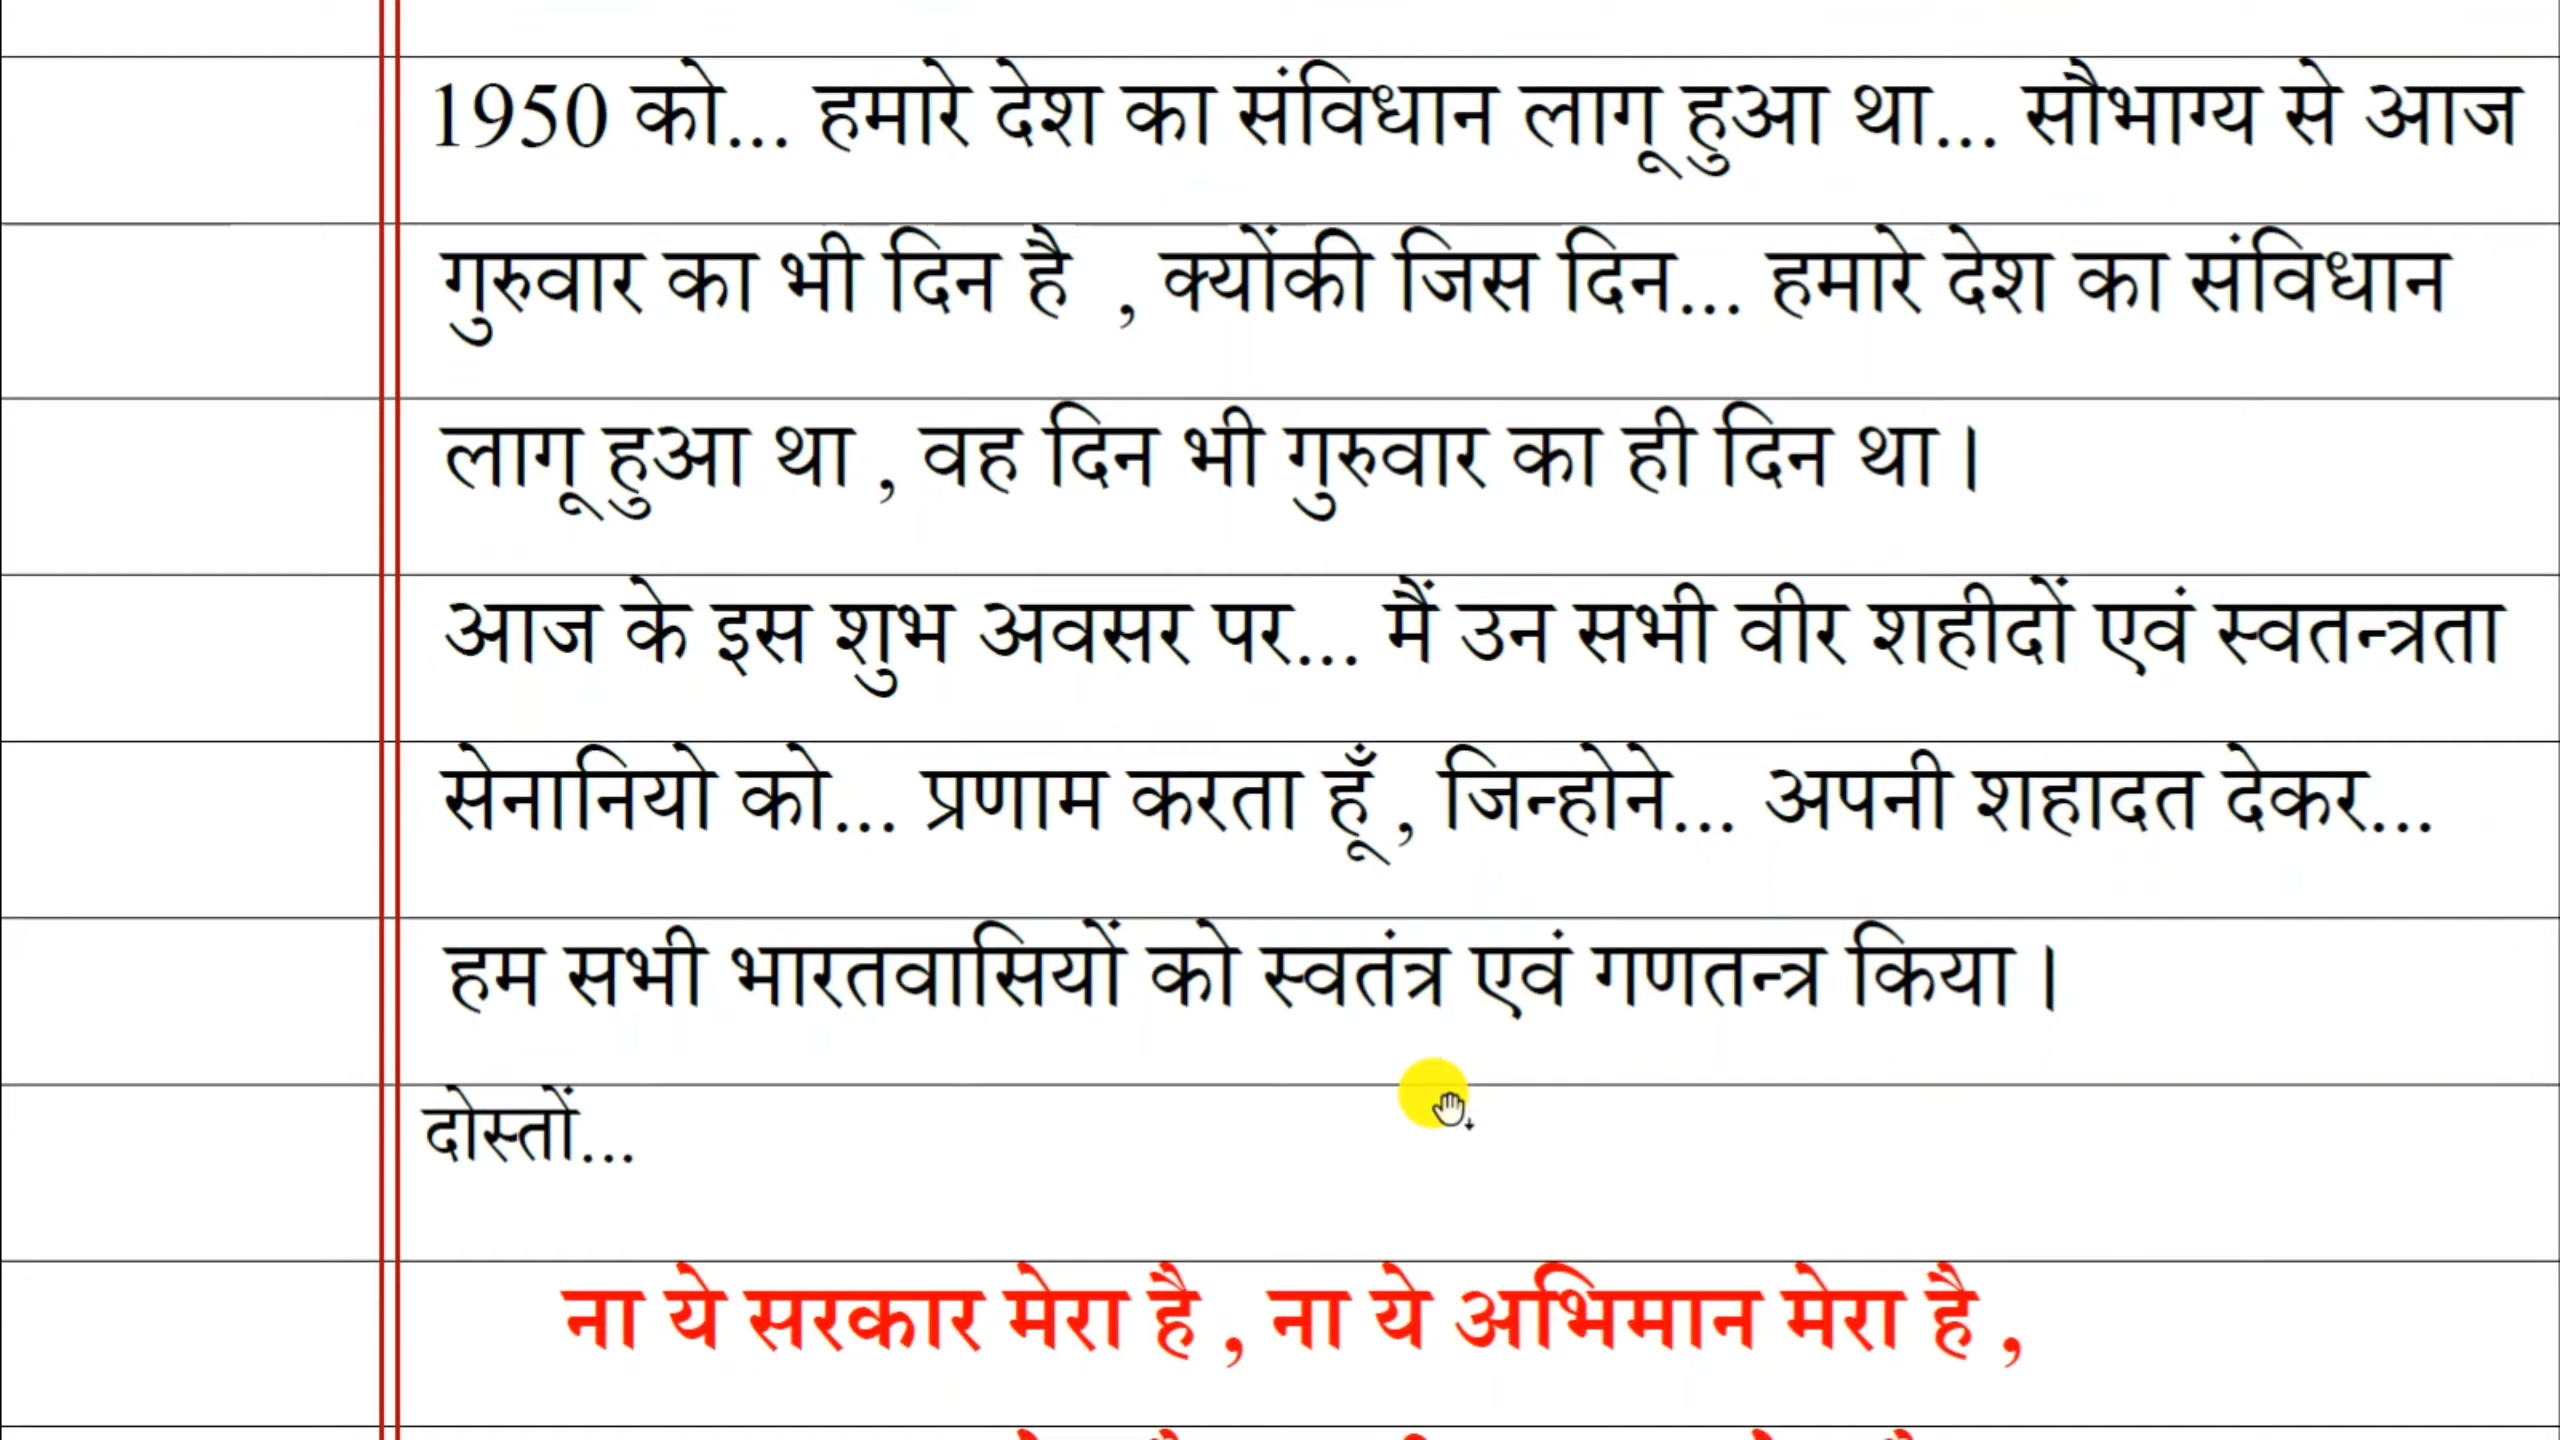 1950 को... हमारे देश का संविधान लागू हुआ था... सौभाग्य से आज
गुरुवार का भी दिन है , क्योंकी जिस दिन... हमारे देश का संविधान
लागू हुआ था , वह दिन भी गुरुवार का ही दिन था।
आज के इस शुभ अवसर पर... मैं उन सभी वीर शहीदों एवं स्वतन्त्रता
सेनानियो को... प्रणाम करता हूँ , जिन्होने... अपनी शहादत देकर...
हम सभी भारतवासियों को स्वतंत्र एवं गणतन्त्र किया।
दोस्तों...
ना ये सरकार मेरा है , ना ये अभिमान मेरा है ,